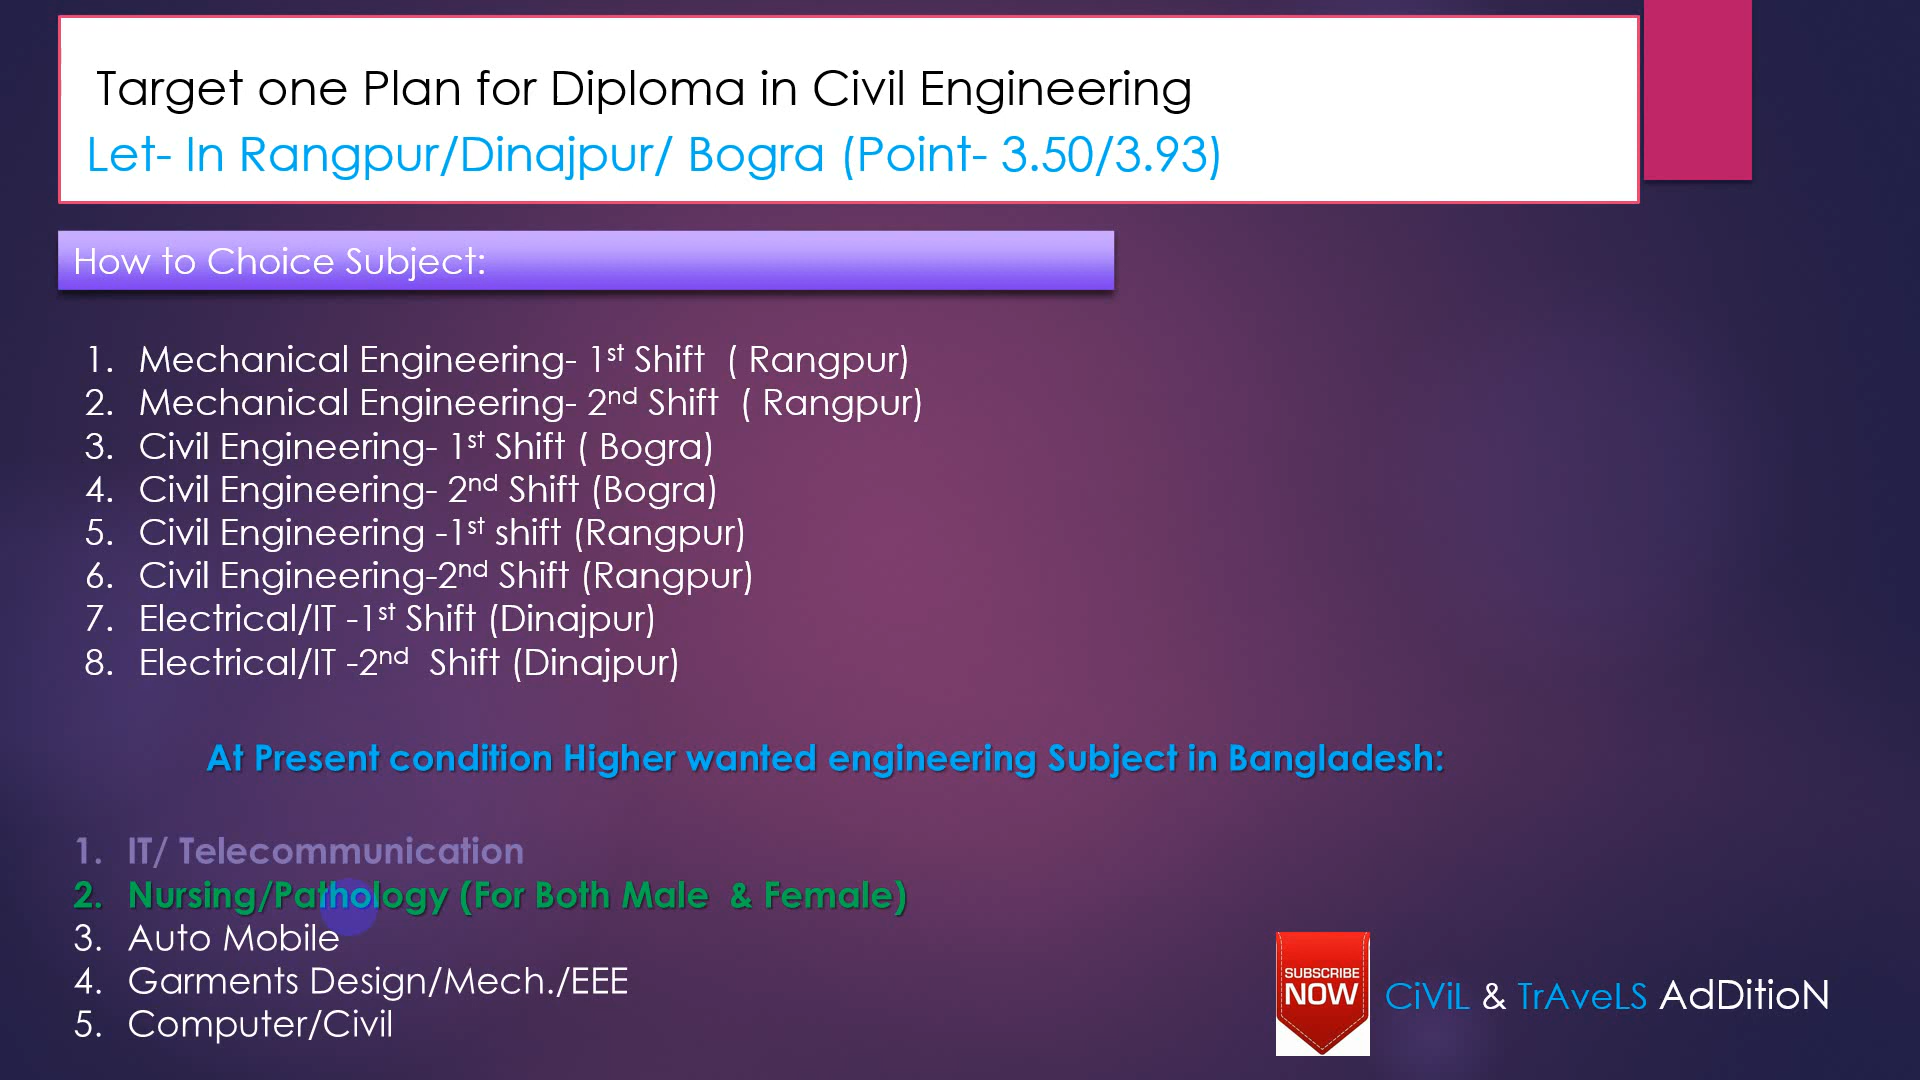 Target one Plan for Diploma in Civil Engineering
Let- In Rangpur/Dinajpur/ Bogra (Point- 3.50/3.93)
How to Choice Subject:
1. Mechanical Engineering- 1st Shift ( Rangpur)
2. Mechanical Engineering- 2nd Shift ( Rangpur)
3. Civil Engineering- 1st Shift ( Bogra)
4. Civil Engineering- 2nd Shift (Bogra)
5. Civil Engineering -1st shift (Rangpur)
6. Civil Engineering-2nd Shift (Rangpur)
7. Electrical/IT -1st Shift (Dinajpur)
8. Electrical/IT -2nd Shift (Dinajpur)
At Present condition Higher wanted engineering Subject in Bangladesh:
1. IT/ Telecommunication
2. Nursing/Pathology (For Both Male & Female)
3. Auto Mobile
4. Garments Design/Mech./EEE
5. Computer/Civil
SUBSCRIBE
NOW
CiViL & TrAveLS AdDitioN